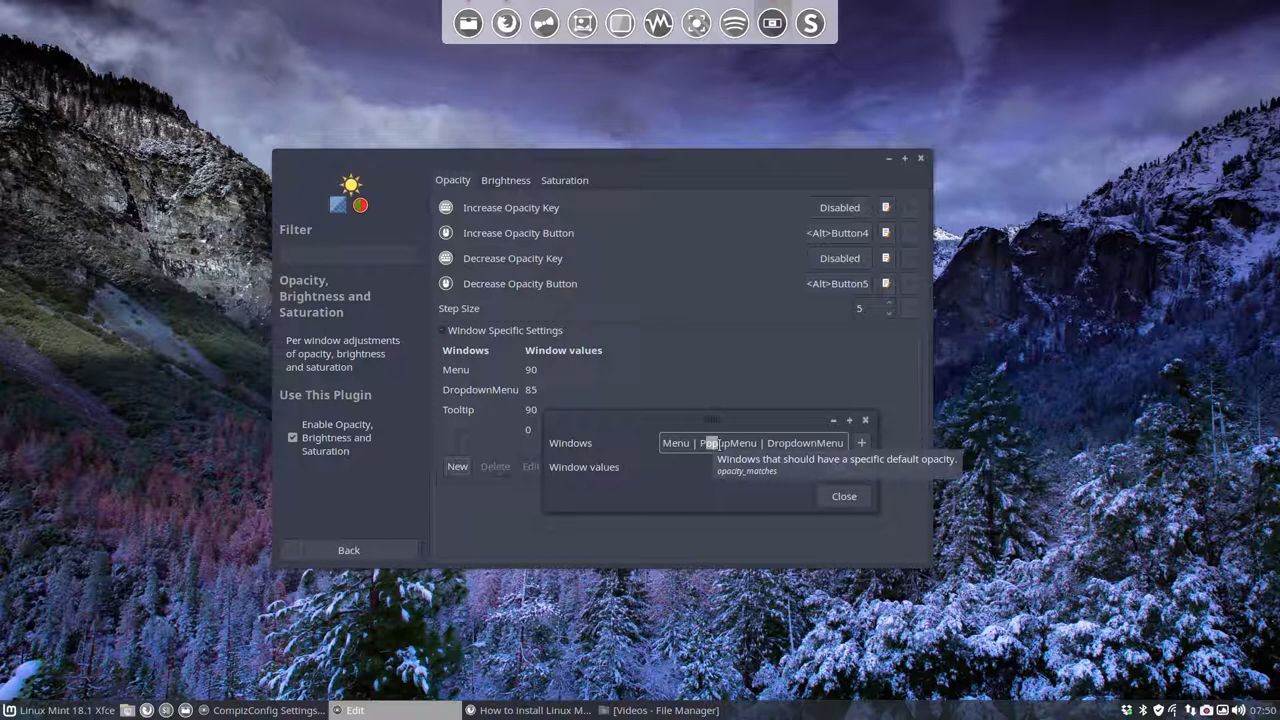 Opacity Brightness Saturation
Increase Opacity Key Disabled
Filter
Increase Opacity Button <Alt>Button4
Decrease Opacity Key Disabled
Opacity,
Brightness and
Saturation
Decrease Opacity Button <Alt>Button5
Step Size 5
Window Specific Settings
Per window adjustments
of opacity, brightness
and saturation
Windows Window values
Menu 90
DropdownMenu 85
Use This Plugin
Tooltip 90
Enable Opacity,
Brightness and
Saturation
0
Windows Menu | PopupMenu | DropdownMenu
Windows that should have a specific default opacity.
opacity_matches
New Delete Edit
Window values
Close
Back
Linux Mint 18.1 Xfce CompizConfig Settings... Edit How to Install Linux M... [Videos - File Manager] 07:50